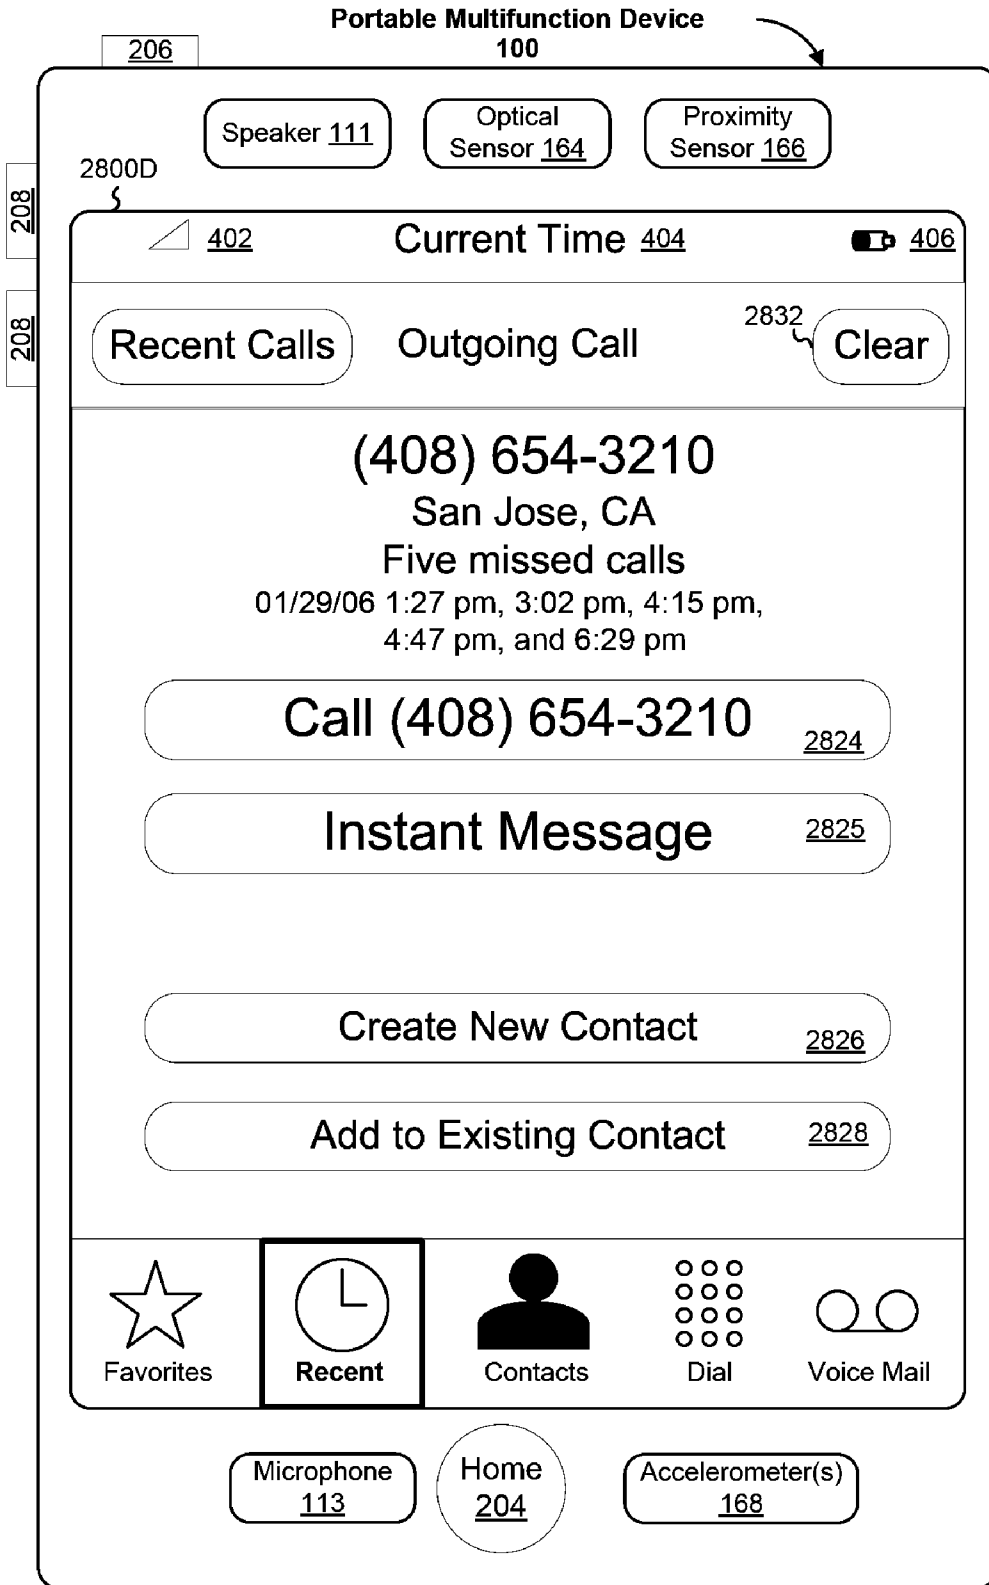 Portable Multifunction Device
100
206
Speaker 111
Optical
Sensor 164
Proximity
Sensor 166
2800D
208
402
Current Time 404
406
208
Recent Calls
Outgoing Call
2832
Clear
(408) 654-3210
San Jose, CA
Five missed calls
01/29/06 1:27 pm, 3:02 pm, 4:15 pm,
4:47 pm, and 6:29 pm
Call (408) 654-3210
2824
Instant Message
2825
Create New Contact
2826
Add to Existing Contact
2828
Favorites
Recent
Contacts
Dial
Voice Mail
Microphone
113
Home
204
Accelerometer(s)
168